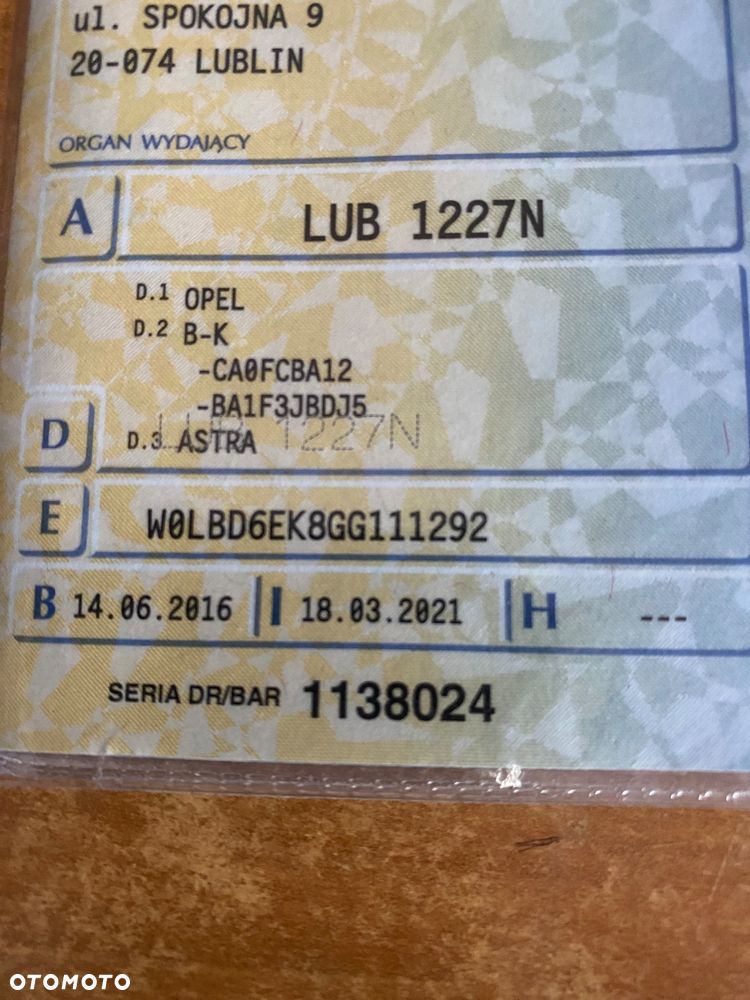 ul. SPOKOJNA 9
20-074 LUBLIN
ORGAN WYDAJĄCY
A LUB 1227N
D.1 OPEL
D.2 B-K
-CA0FCBA12
-BA1F3JBDJ5
LUB 1227N
D D.3 ASTRA
E W0LBD6EK8GG111292
B 14.06.2016 I 18.03.2021 H ---
SERIA DR/BAR 1138024
OTOMOTO